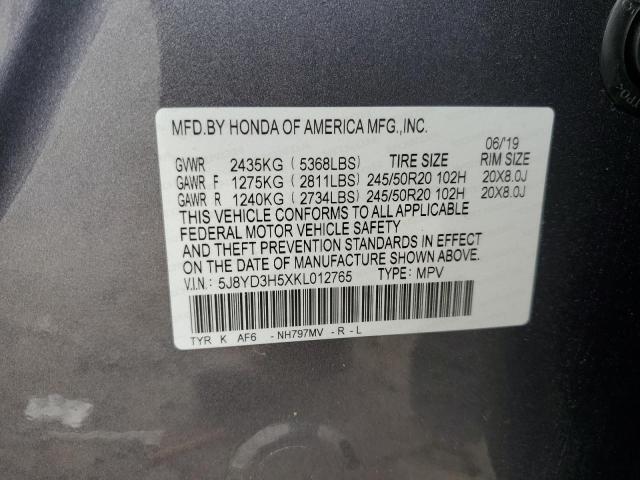 MFD.BY HONDA OF AMERICA MFG.,INC.
06/19
GVWR 2435KG ( 5368LBS) TIRE SIZE RIM SIZE
GAWR F 1275KG ( 2811LBS) 245/50R20 102H 20X8.0J
GAWR R 1240KG ( 2734LBS) 245/50R20 102H 20X8.0J
THIS VEHICLE CONFORMS TO ALL APPLICABLE
FEDERAL MOTOR VEHICLE SAFETY
AND THEFT PREVENTION STANDARDS IN EFFECT
ON THE DATE OF MANUFACTURE SHOWN ABOVE.
V.I.N.: 5J8YD3H5XKL012765 TYPE: MPV
TYR K AF6 -NH797MV -R-L